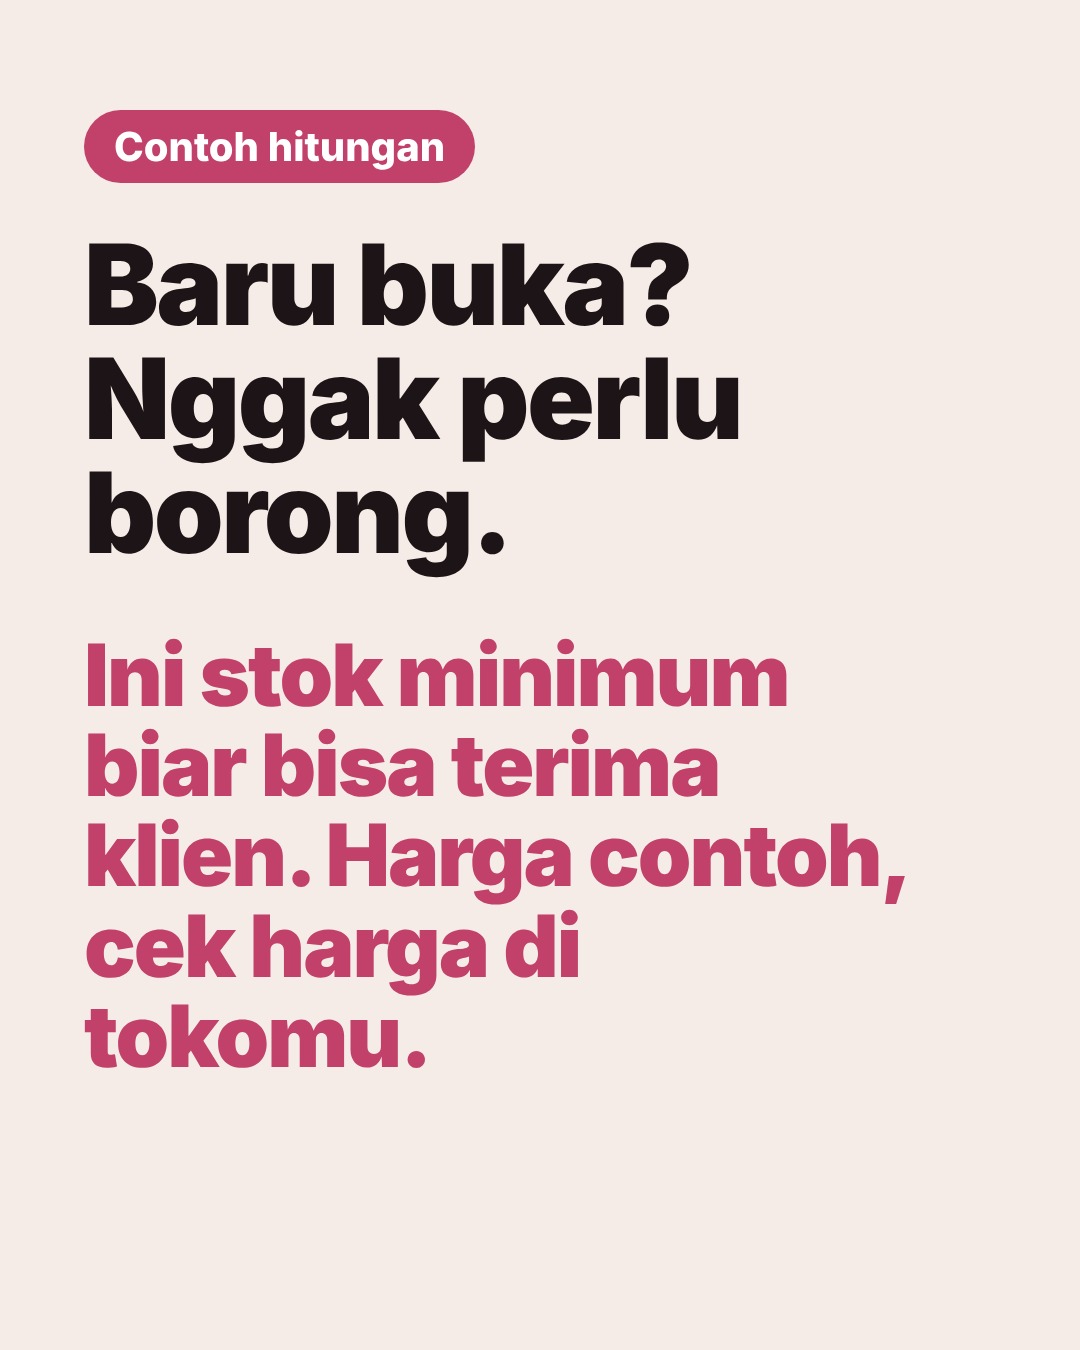 Contoh hitungan
Baru buka?
Nggak perlu
borong.
Ini stok minimum
biar bisa terima
klien. Harga contoh,
cek harga di
tokomu.